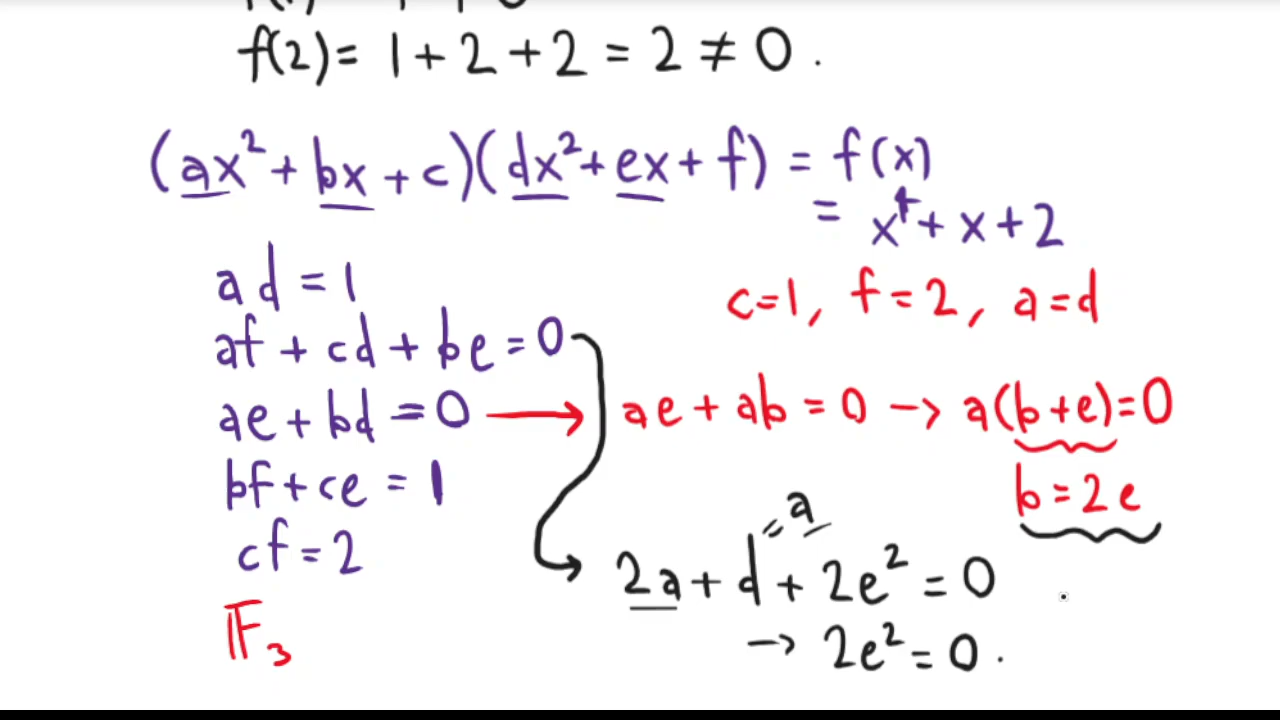 f(2) = 1 + 2 + 2 = 2 ≠ 0 .
(ax² + bx + c)(dx² + ex + f) = f(x)
= x⁴ + x + 2
ad = 1
c=1, f=2, a=d
af + cd + be = 0
ae + bd = 0 → ae + ab = 0 → a(b+e)=0
bf + ce = 1
b = 2e
cf = 2
= a
2a + d + 2e² = 0
→ 2e² = 0 .
𝔽₃